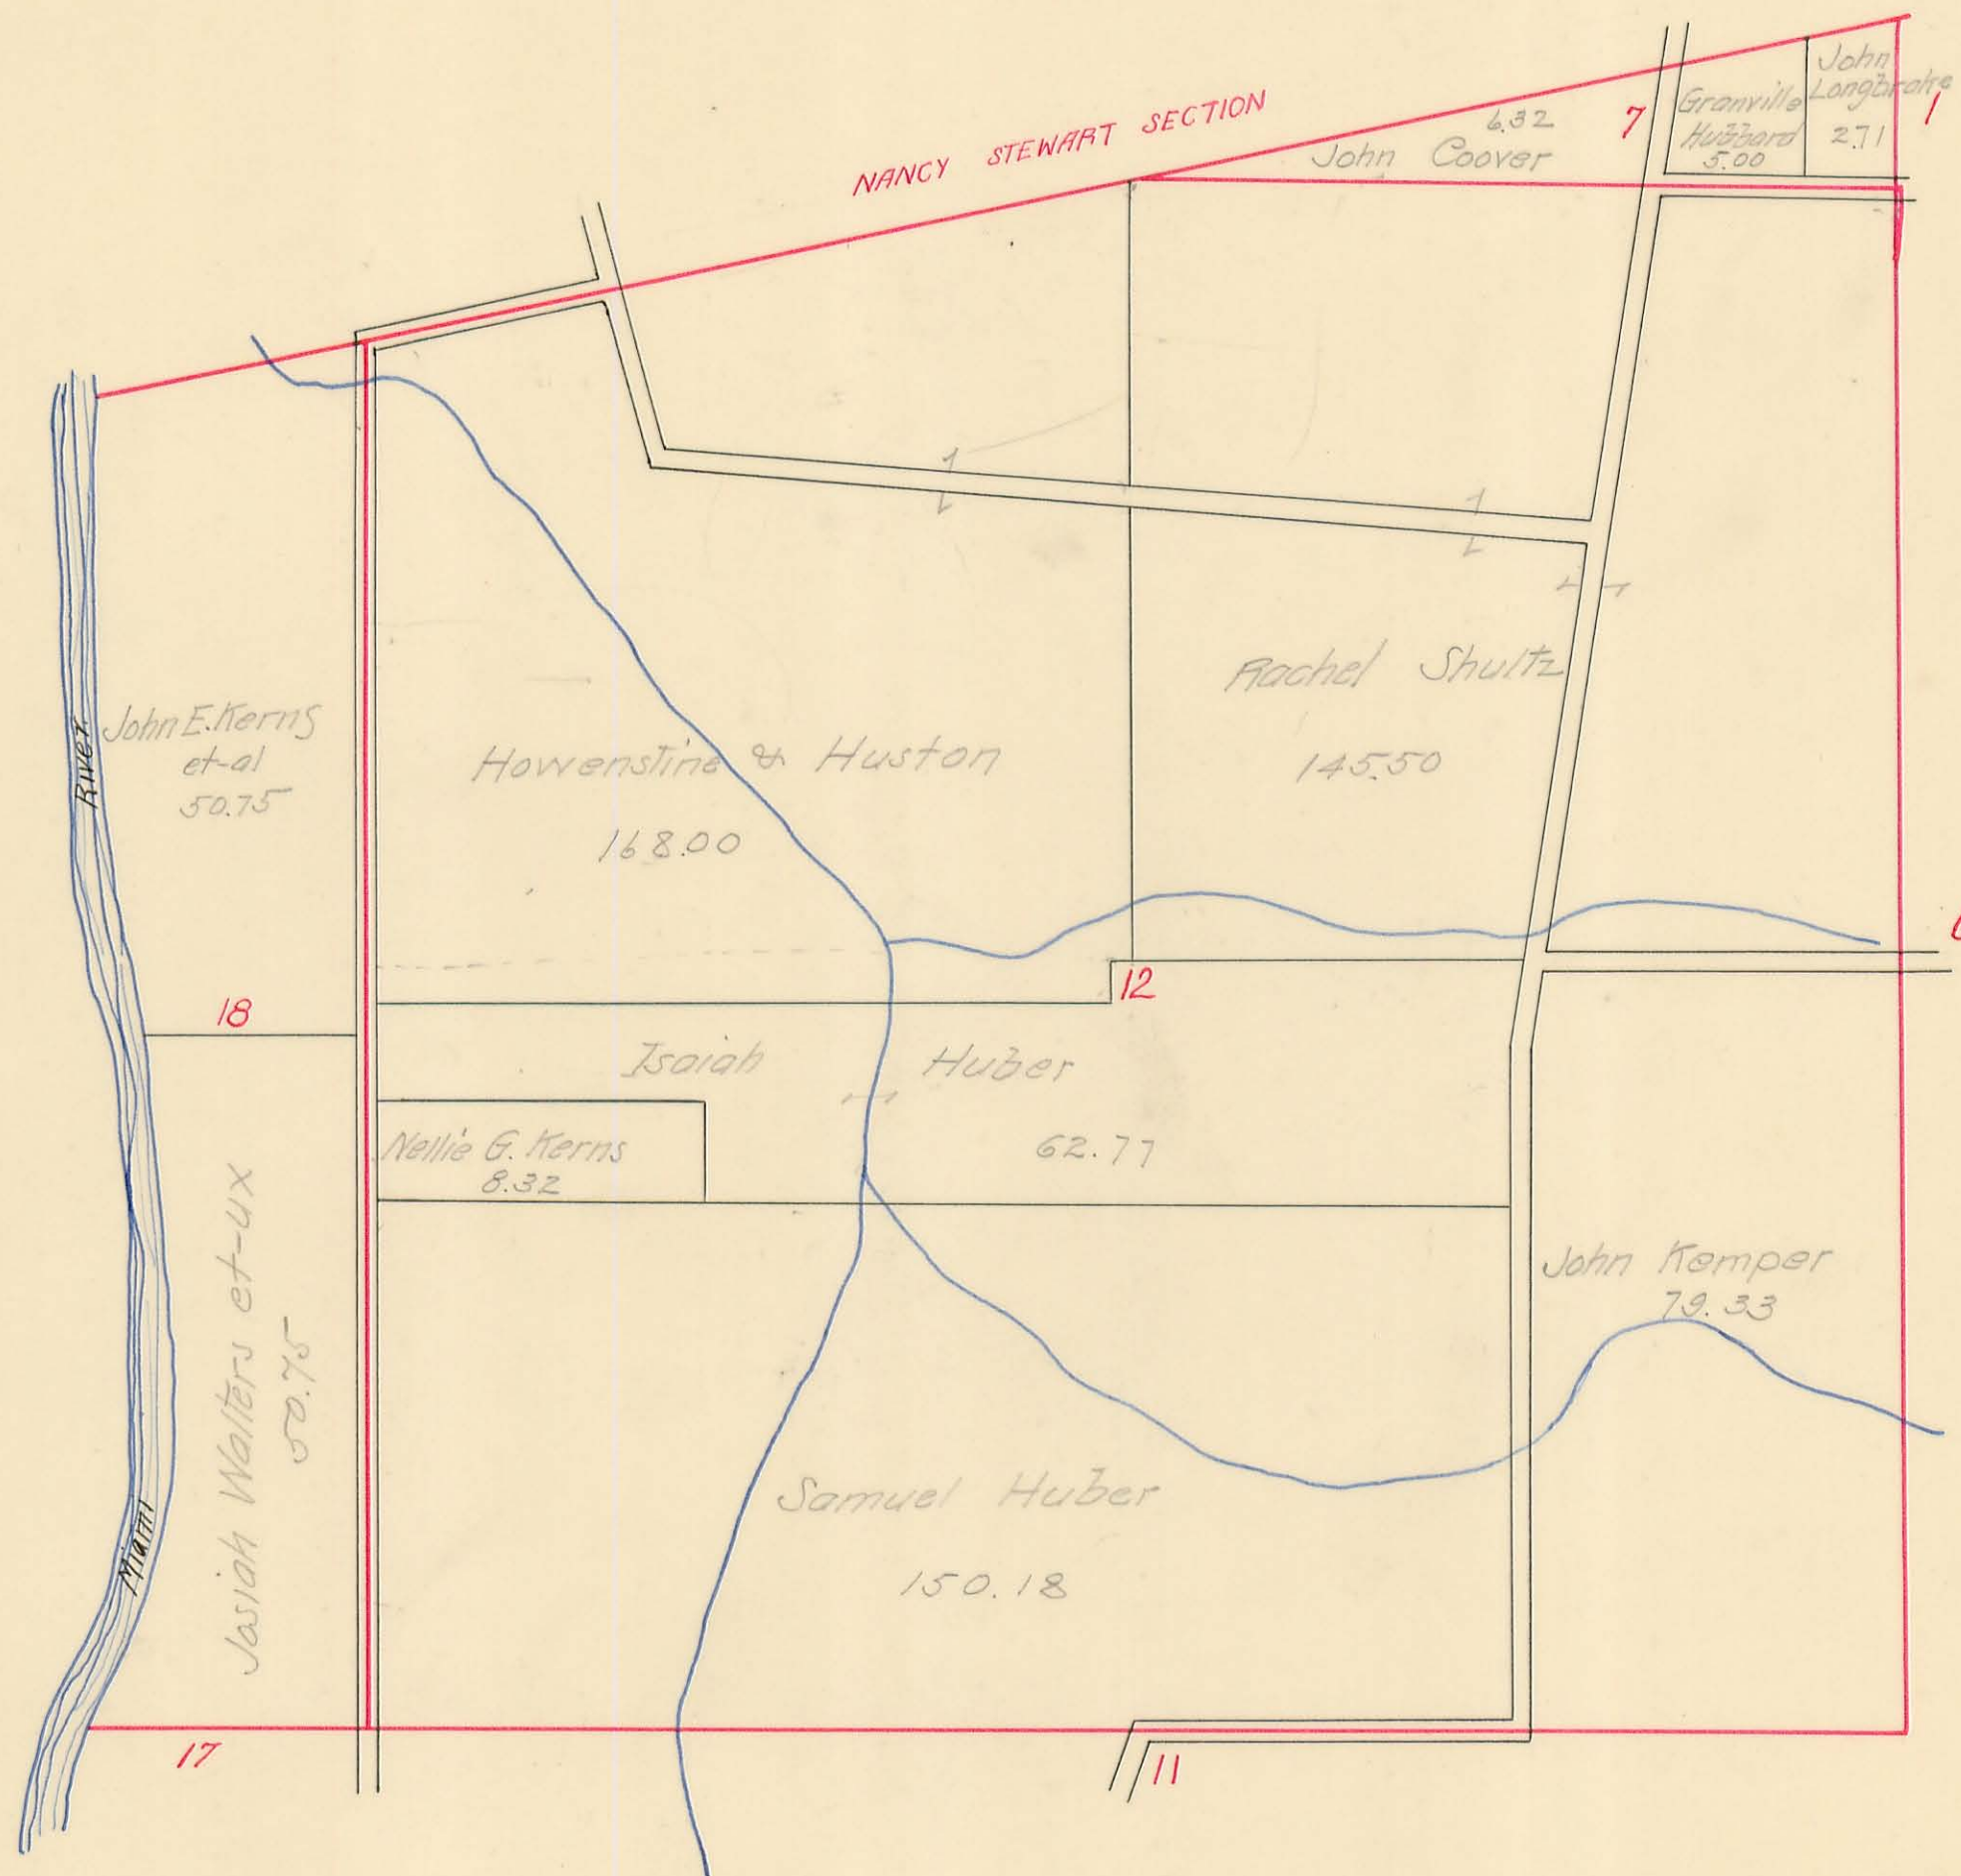 John
Longbrake
2.71
1
Granville
Hubbard
5.00
7
6.32
John Coover
NANCY STEWART SECTION
Rachel Shultz
145.50
John E. Kerns
et-al
50.75
River
Howenstine & Huston
168.00
12
18
Isaiah Huber
62.77
Nellie G. Kerns
8.32
John Kemper
79.33
Josiah Walters et-ux
50.75
Miami
Samuel Huber
150.18
17
11